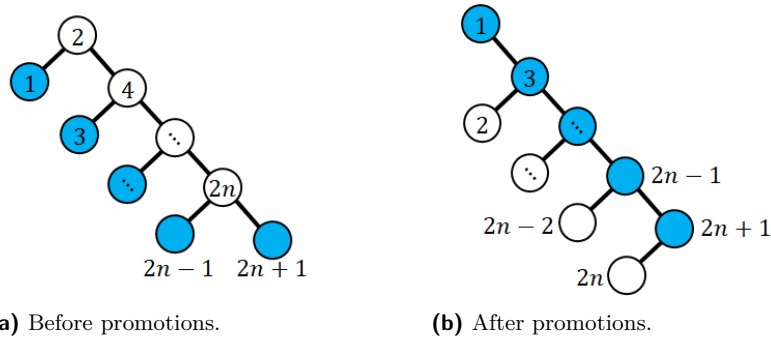 2
1
4
3
⋱
⋱
2n
2n − 1
2n + 1
1
3
2
⋱
⋱
2n − 1
2n − 2
2n + 1
2n
a) Before promotions.
(b) After promotions.